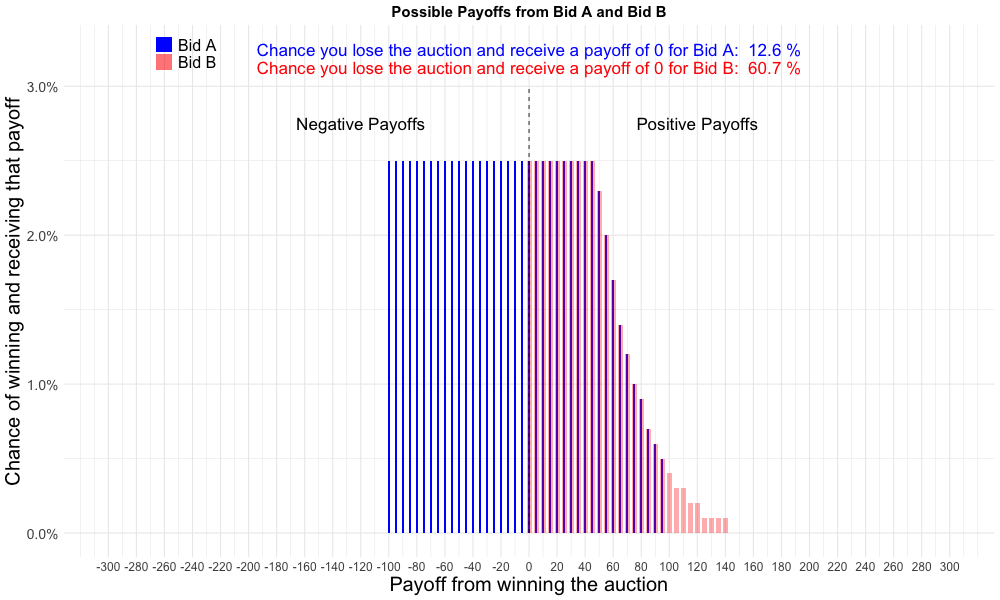 Possible Payoffs from Bid A and Bid B
Bid A
Bid B
Chance you lose the auction and receive a payoff of 0 for Bid A: 12.6 %
Chance you lose the auction and receive a payoff of 0 for Bid B: 60.7 %
Negative Payoffs
Positive Payoffs
Chance of winning and receiving that payoff
3.0%
2.0%
1.0%
0.0%
-300 -280 -260 -240 -220 -200 -180 -160 -140 -120 -100 -80 -60 -40 -20 0 20 40 60 80 100 120 140 160 180 200 220 240 260 280 300
Payoff from winning the auction